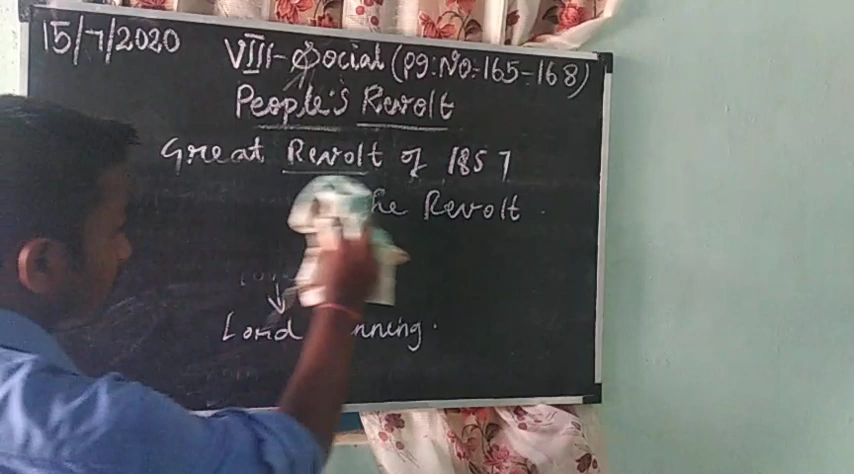 15/7/2020 VIII-Social (pg:No:-165-168)
People's Revolt
Great Revolt of 1857
he Revolt
Lord nning.